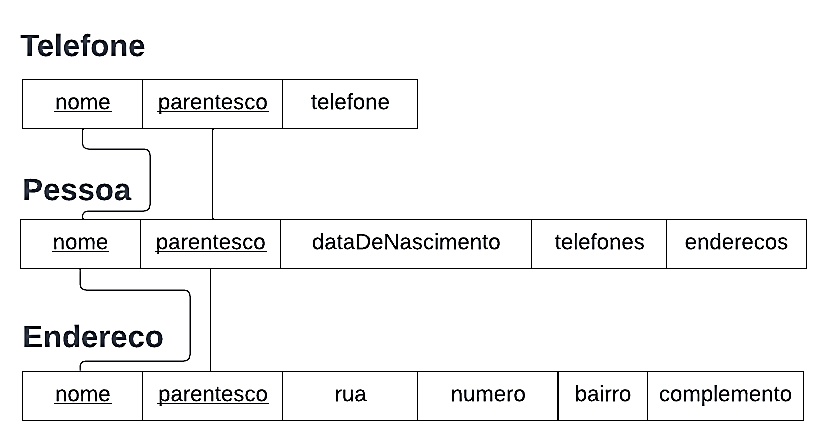 Telefone
nome parentesco telefone
Pessoa
nome parentesco dataDeNascimento telefones enderecos
Endereco
nome parentesco rua numero bairro complemento